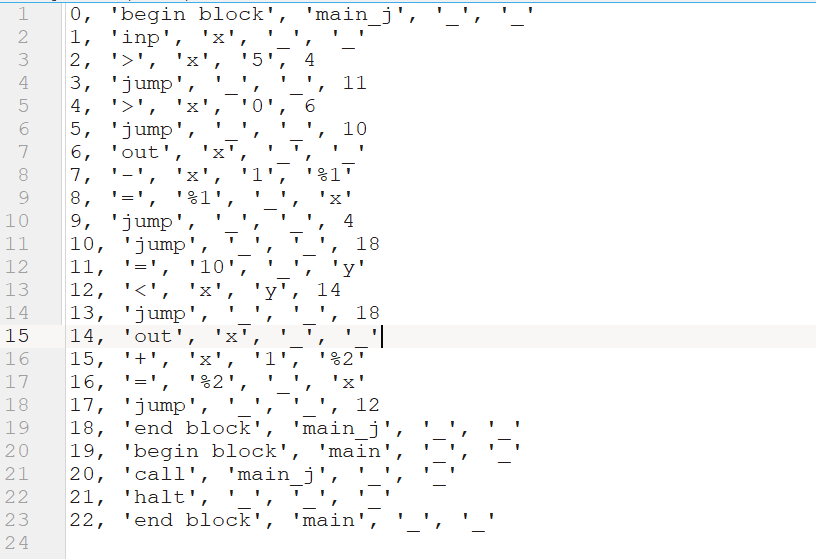 1 0, 'begin block', 'main_j', '_', '_'
2 1, 'inp', 'x', '_', '_'
3 2, '>', 'x', '5', 4
4 3, 'jump', '_', '_', 11
5 4, '>', 'x', '0', 6
6 5, 'jump', '_', '_', 10
7 6, 'out', 'x', '_', '_'
8 7, '-', 'x', '1', '%1'
9 8, '=', '%1', '_', 'x'
10 9, 'jump', '_', '_', 4
11 10, 'jump', '_', '_', 18
12 11, '=', '10', '_', 'y'
13 12, '<', 'x', 'y', 14
14 13, 'jump', '_', '_', 18
15 14, 'out', 'x', '_', '_'
16 15, '+', 'x', '1', '%2'
17 16, '=', '%2', '_', 'x'
18 17, 'jump', '_', '_', 12
19 18, 'end block', 'main_j', '_', '_'
20 19, 'begin block', 'main', '_', '_'
21 20, 'call', 'main_j', '_', '_'
22 21, 'halt', '_', '_', '_'
23 22, 'end block', 'main', '_', '_'
24